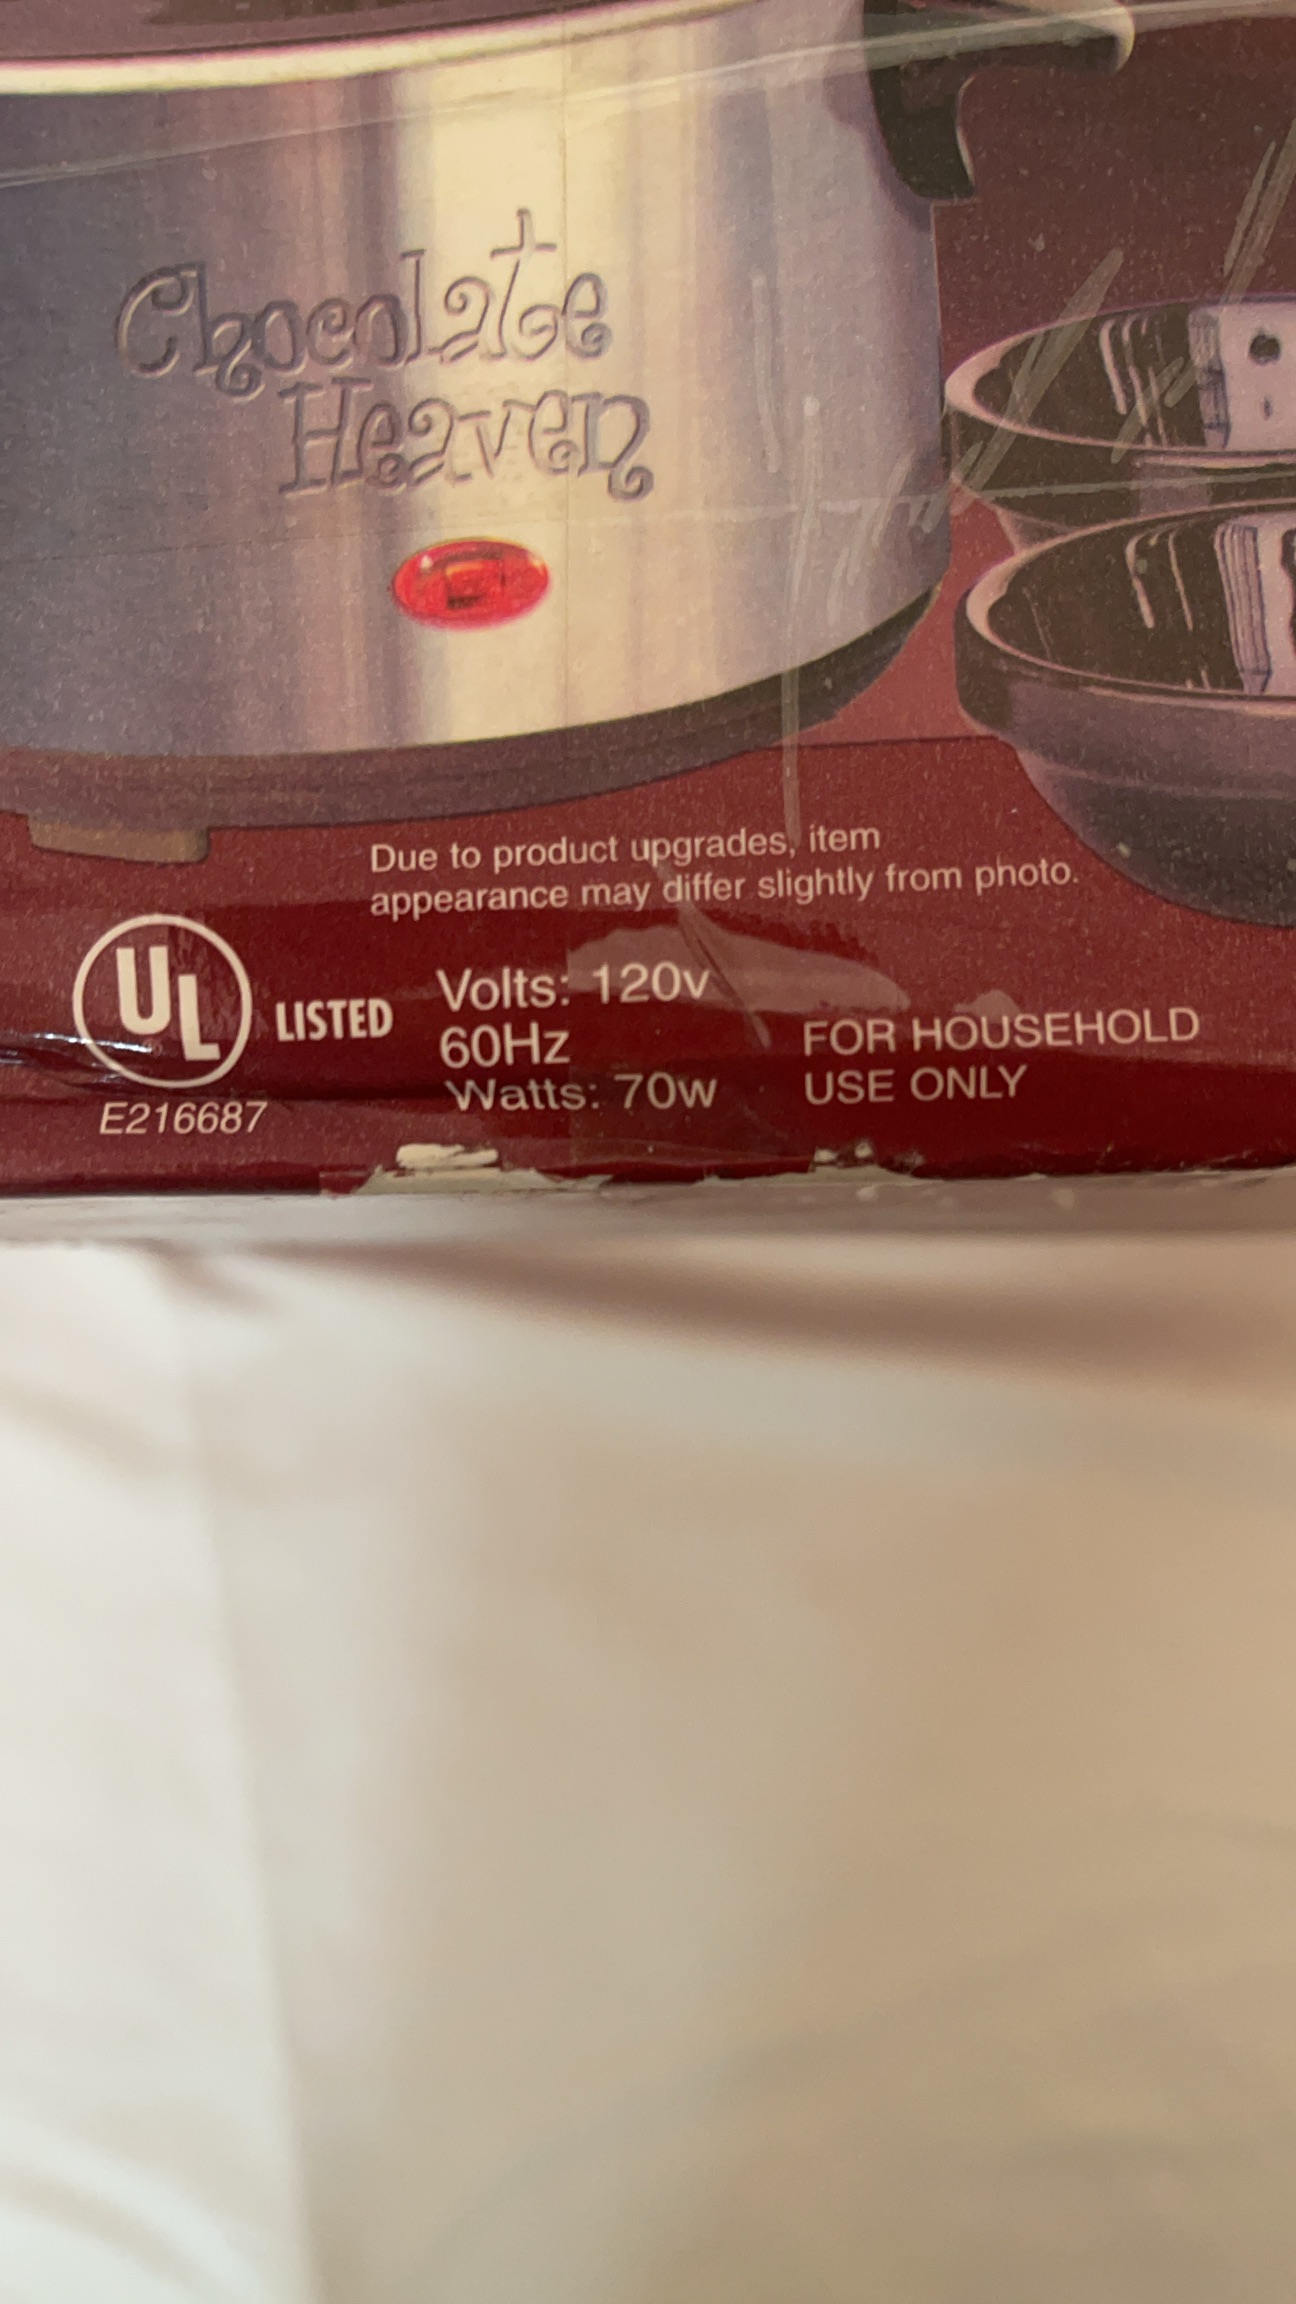 Chocolate
Heaven
Due to product upgrades, item
appearance may differ slightly from photo.
UL LISTED
E216687
Volts: 120v
60Hz
Watts: 70w
FOR HOUSEHOLD
USE ONLY